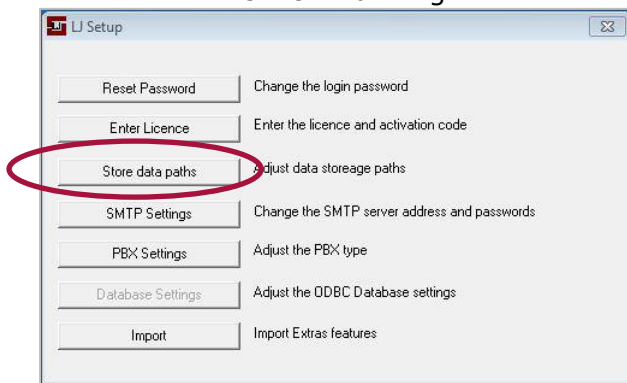 LJ Setup
Reset Password Change the login password
Enter Licence Enter the licence and activation code
Store data paths Adjust data storeage paths
SMTP Settings Change the SMTP server address and passwords
PBX Settings Adjust the PBX type
Database Settings Adjust the ODBC Database settings
Import Import Extras features